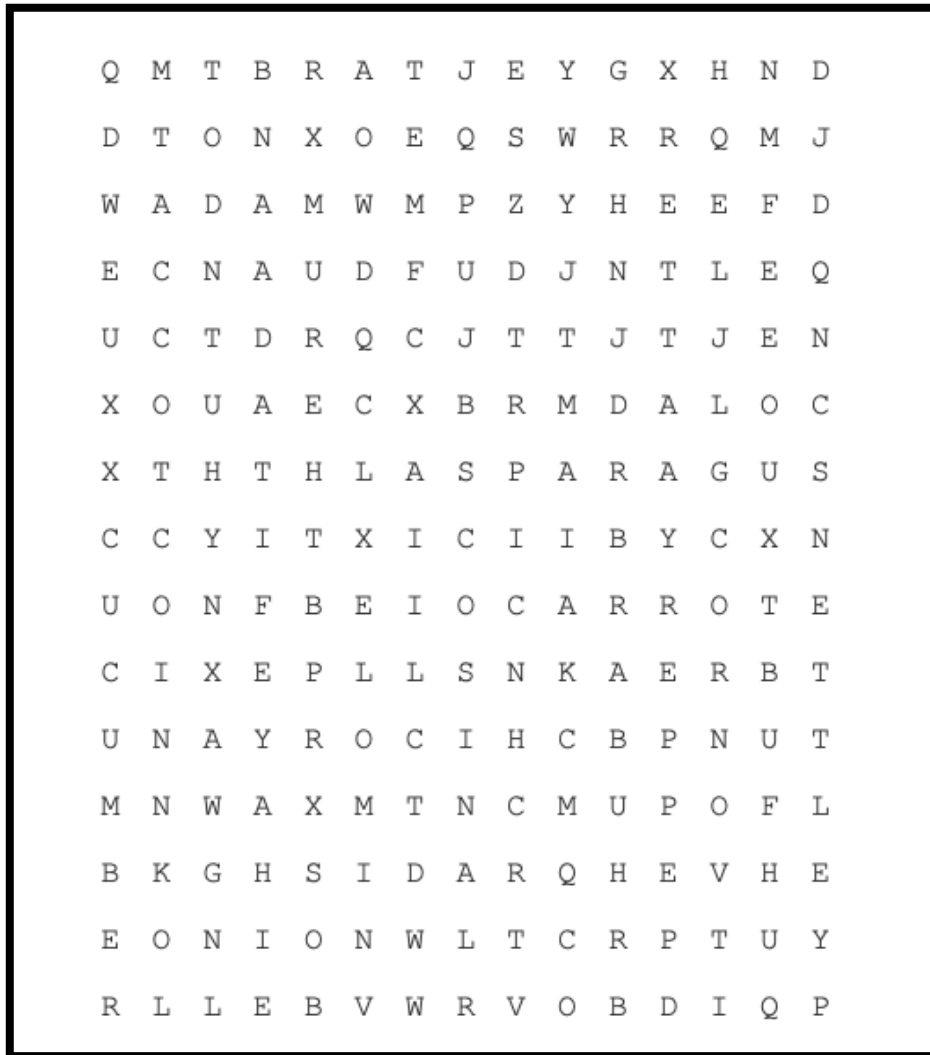 Q M T B R A T J E Y G X H N D
D T O N X O E Q S W R R Q M J
W A D A M W M P Z Y H E E F D
E C N A U D F U D J N T L E Q
U C T D R Q C J T T J T J E N
X O U A E C X B R M D A L O C
X T H T H L A S P A R A G U S
C C Y I T X I C I I B Y C X N
U O N F B E I O C A R R O T E
C I X E P L L S N K A E R B T
U N A Y R O C I H C B P N U T
M N W A X M T N C M U P O F L
B K G H S I D A R Q H E V H E
E O N I O N W L T C R P T U Y
R L L E B V W R V O B D I Q P